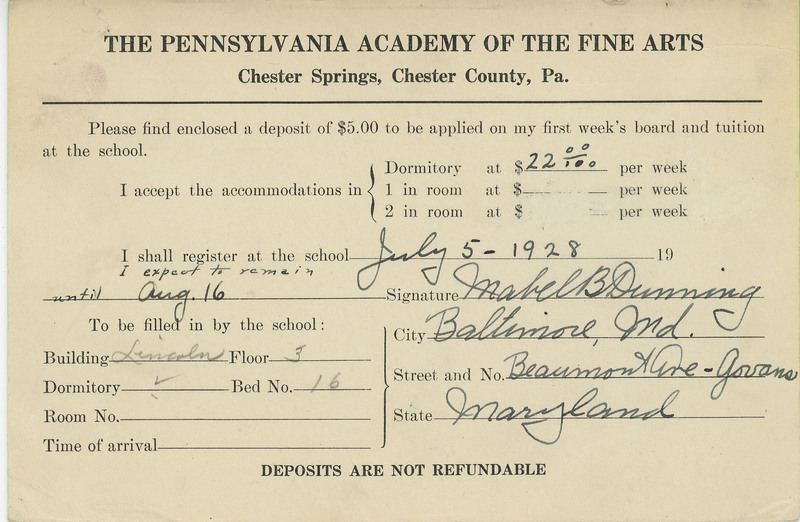 THE PENNSYLVANIA ACADEMY OF THE FINE ARTS
Chester Springs, Chester County, Pa.
Please find enclosed a deposit of $5.00 to be applied on my first week's board and tuition
at the school.
Dormitory at $22 00/100 per week
I accept the accommodations in { 1 in room at $ per week
2 in room at $ per week
I shall register at the school July 5 - 1928 19
I expect to remain
until Aug. 16 Signature Mabel B Dunning
To be filled in by the school:
City Baltimore, Md.
Building Lincoln Floor 3
Street and No. Beaumont Ave - Govans
Dormitory ✓ Bed No. 16
State Maryland
Room No.
Time of arrival
DEPOSITS ARE NOT REFUNDABLE